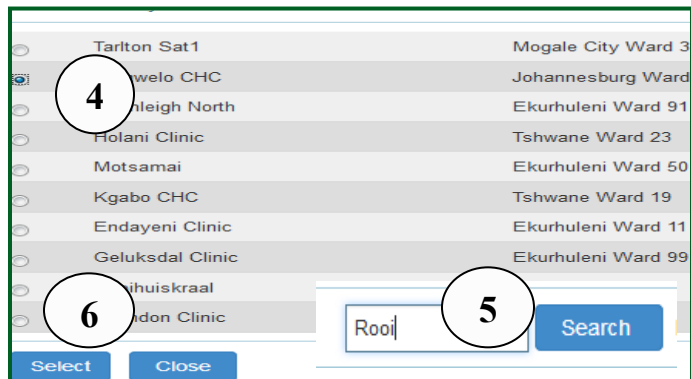 Tarlton Sat1 Mogale City Ward 3
welo CHC Johannesburg Ward
4
leigh North Ekurhuleni Ward 91
Holani Clinic Tshwane Ward 23
Motsamai Ekurhuleni Ward 50
Kgabo CHC Tshwane Ward 19
Endayeni Clinic Ekurhuleni Ward 11
Geluksdal Clinic Ekurhuleni Ward 99
ihuiskraal
6
don Clinic
Rooi 5 Search
Select Close